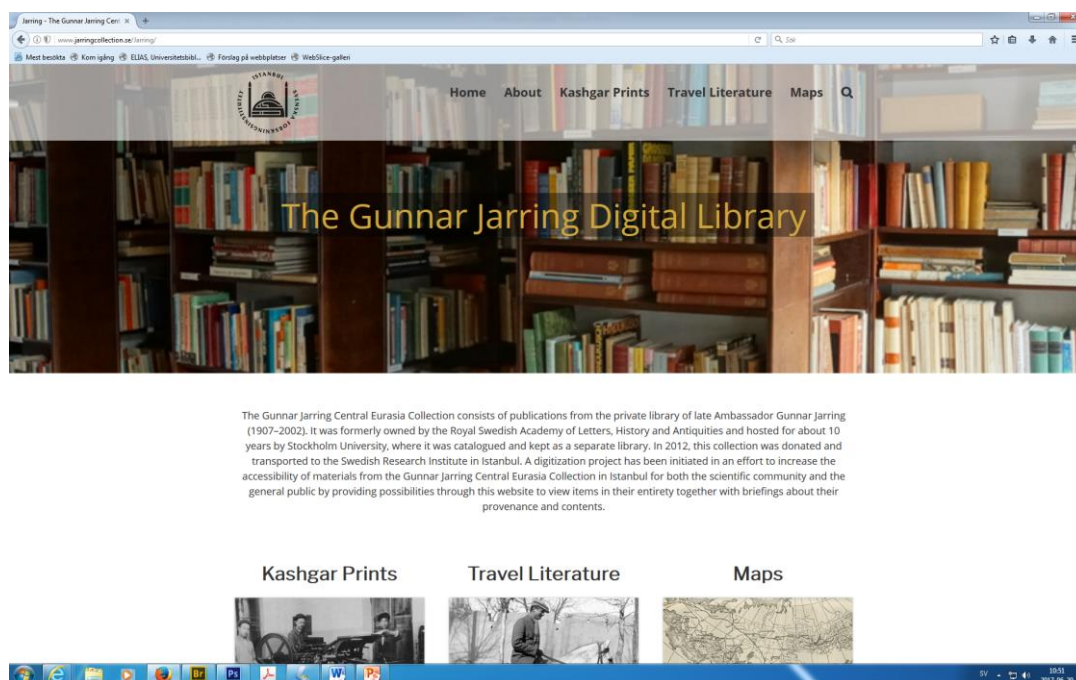 Jarring - The Gunnar Jarring Cent
www.jarringcollection.se/Jarring/
Sök
Mest besökta
Kom igång
ELIAS, Universitetsbibl...
Förslag på webbplatser
WebSlice-galleri
ISTANBUL
SVENSKA FORSKNINGSINSTITUTET
Home About Kashgar Prints Travel Literature Maps
The Gunnar Jarring Digital Library
The Gunnar Jarring Central Eurasia Collection consists of publications from the private library of late Ambassador Gunnar Jarring
(1907–2002). It was formerly owned by the Royal Swedish Academy of Letters, History and Antiquities and hosted for about 10
years by Stockholm University, where it was catalogued and kept as a separate library. In 2012, this collection was donated and
transported to the Swedish Research Institute in Istanbul. A digitization project has been initiated in an effort to increase the
accessibility of materials from the Gunnar Jarring Central Eurasia Collection in Istanbul for both the scientific community and the
general public by providing possibilities through this website to view items in their entirety together with briefings about their
provenance and contents.
Kashgar Prints Travel Literature Maps
Br Ps W P
SV
10:51